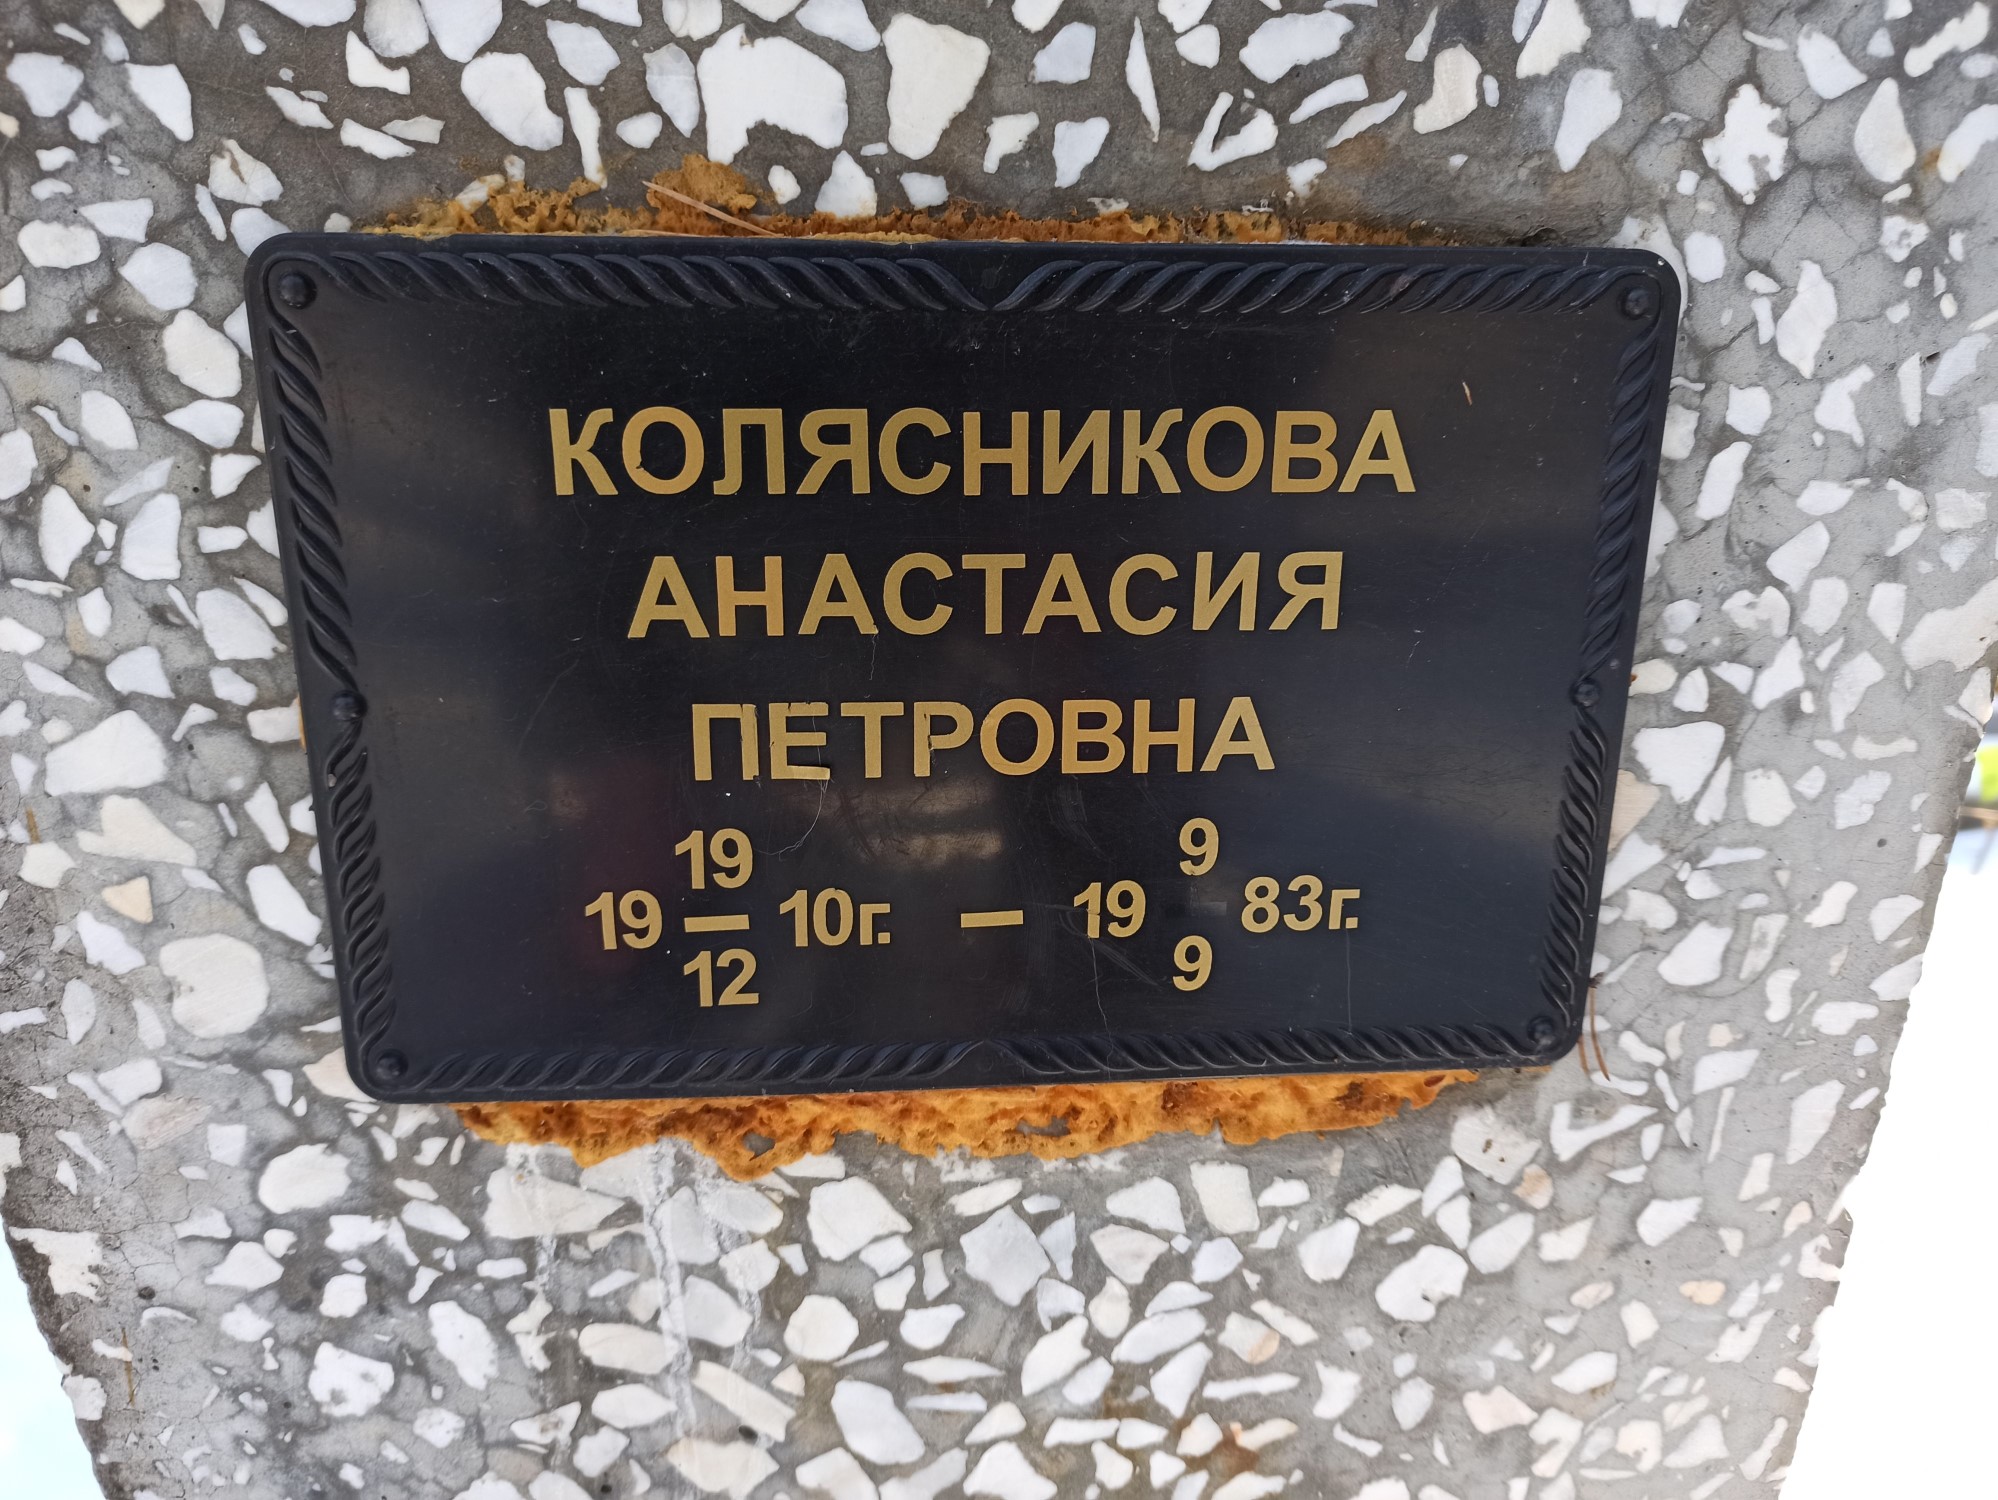 КОЛЯСНИКОВА
АНАСТАСИЯ
ПЕТРОВНА
19 19/12 10г. — 19 9/9 83г.